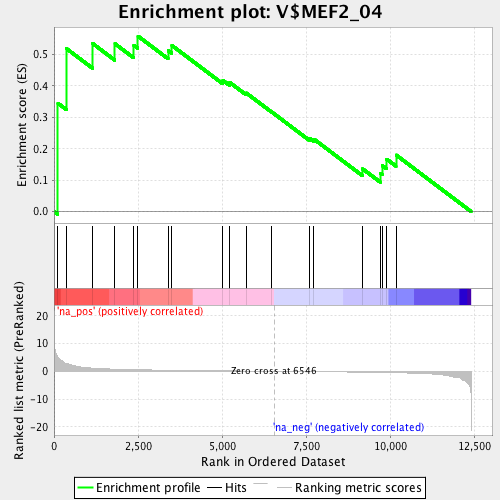 Enrichment plot: V$MEF2_04
Enrichment score (ES)
0.5
0.4
0.3
0.2
0.1
0.0
'na_pos' (positively correlated)
20
10
0
-10
-20
Ranked list metric (PreRanked)
Zero cross at 6546
'na_neg' (negatively correlated)
0
2,500
5,000
7,500
10,000
12,500
Rank in Ordered Dataset
Enrichment profile
Hits
Ranking metric scores